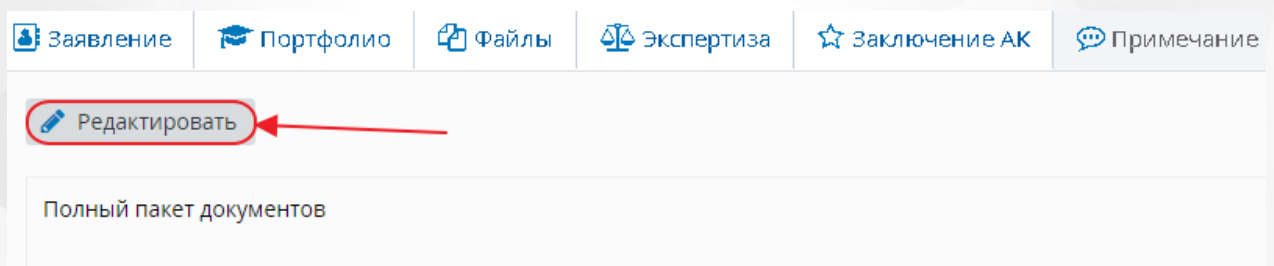 Заявление Портфолио Файлы Экспертиза Заключение АК Примечание
Редактировать
Полный пакет документов